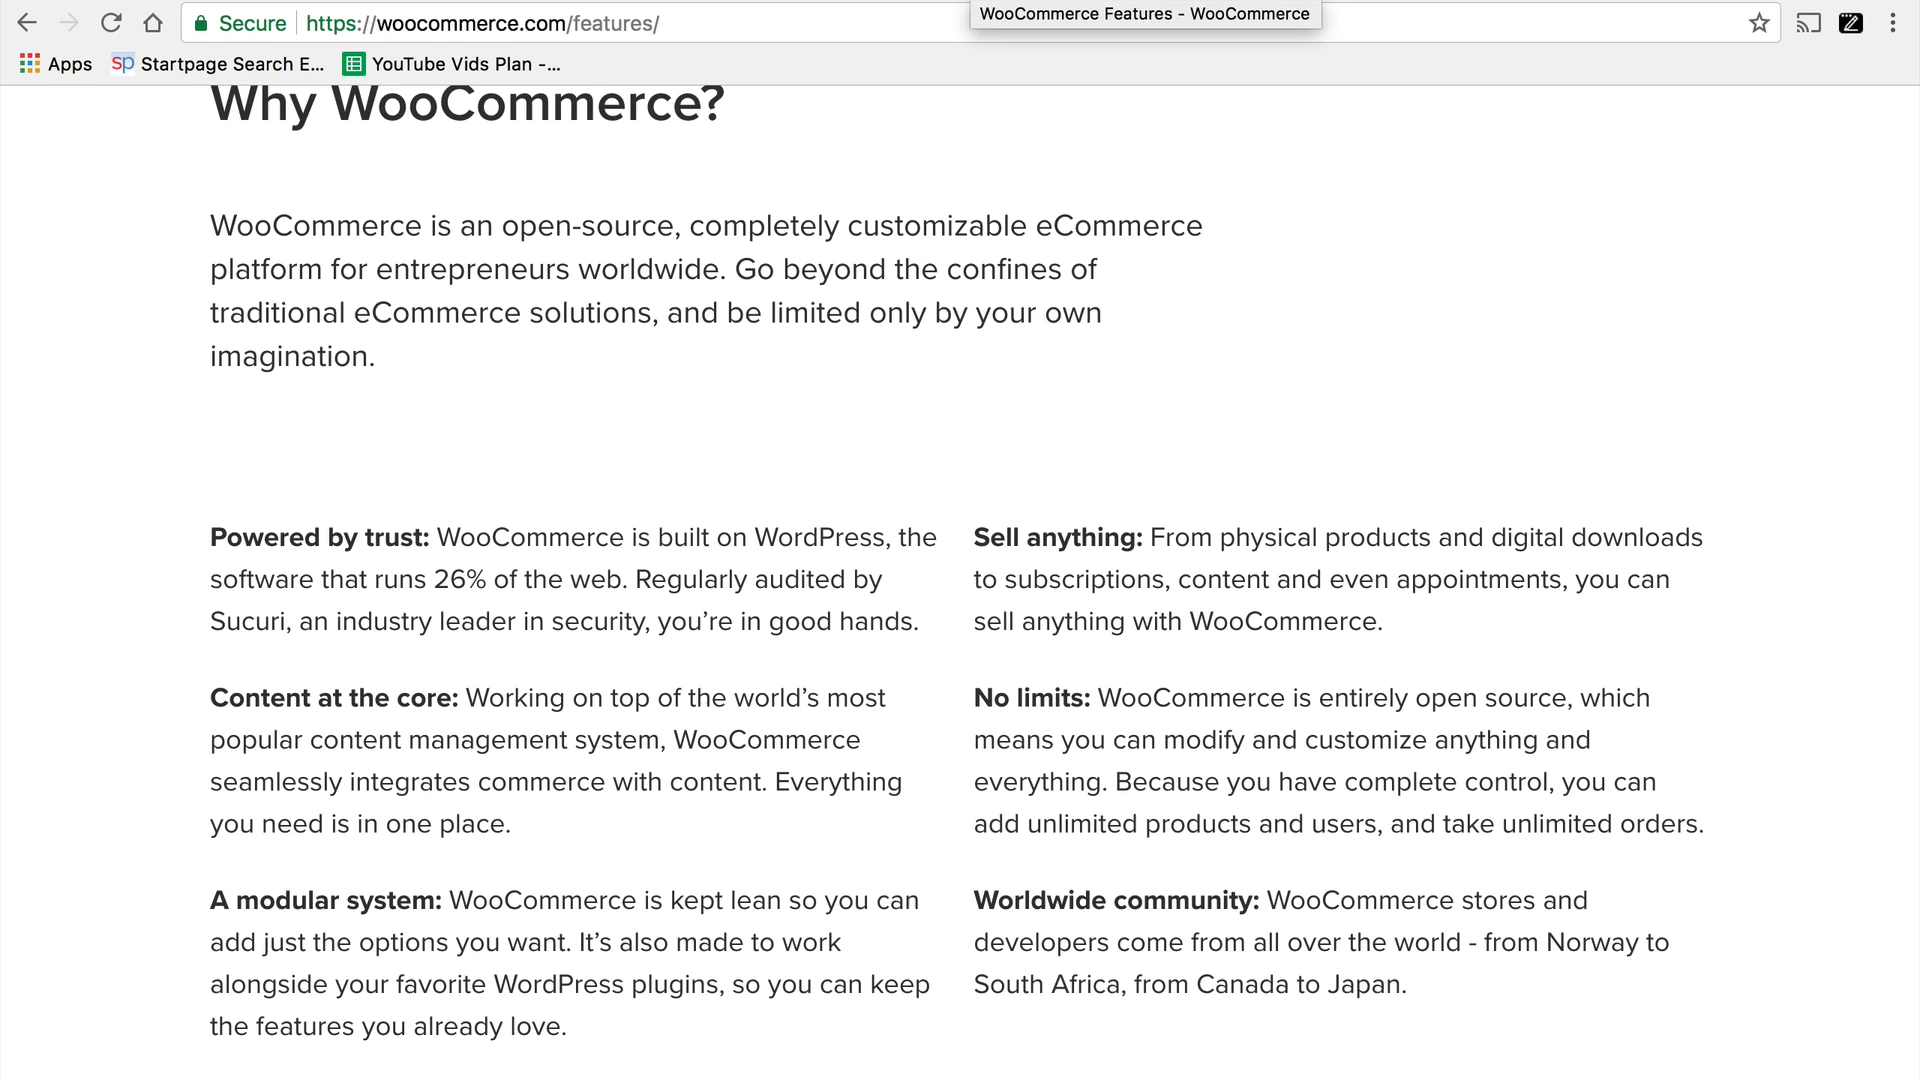 WooCommerce Features - WooCommerce
Secure https://woocommerce.com/features/
Apps Startpage Search E... YouTube Vids Plan -...
Why WooCommerce?
WooCommerce is an open-source, completely customizable eCommerce
platform for entrepreneurs worldwide. Go beyond the confines of
traditional eCommerce solutions, and be limited only by your own
imagination.
Powered by trust: WooCommerce is built on WordPress, the
software that runs 26% of the web. Regularly audited by
Sucuri, an industry leader in security, you’re in good hands.
Content at the core: Working on top of the world’s most
popular content management system, WooCommerce
seamlessly integrates commerce with content. Everything
you need is in one place.
A modular system: WooCommerce is kept lean so you can
add just the options you want. It’s also made to work
alongside your favorite WordPress plugins, so you can keep
the features you already love.
Sell anything: From physical products and digital downloads
to subscriptions, content and even appointments, you can
sell anything with WooCommerce.
No limits: WooCommerce is entirely open source, which
means you can modify and customize anything and
everything. Because you have complete control, you can
add unlimited products and users, and take unlimited orders.
Worldwide community: WooCommerce stores and
developers come from all over the world - from Norway to
South Africa, from Canada to Japan.